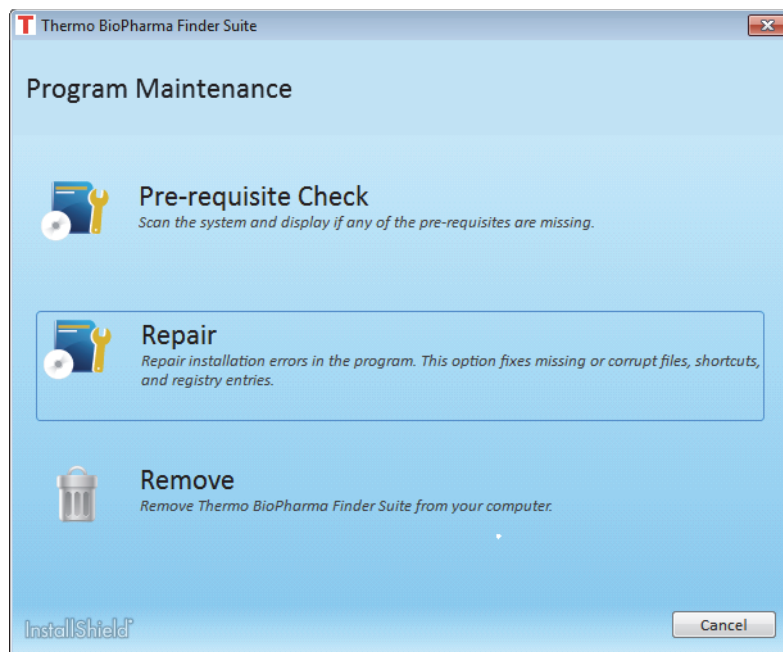 T Thermo BioPharma Finder Suite
Program Maintenance
Pre-requisite Check
Scan the system and display if any of the pre-requisites are missing.
Repair
Repair installation errors in the program. This option fixes missing or corrupt files, shortcuts,
and registry entries.
Remove
Remove Thermo BioPharma Finder Suite from your computer.
InstallShield
Cancel